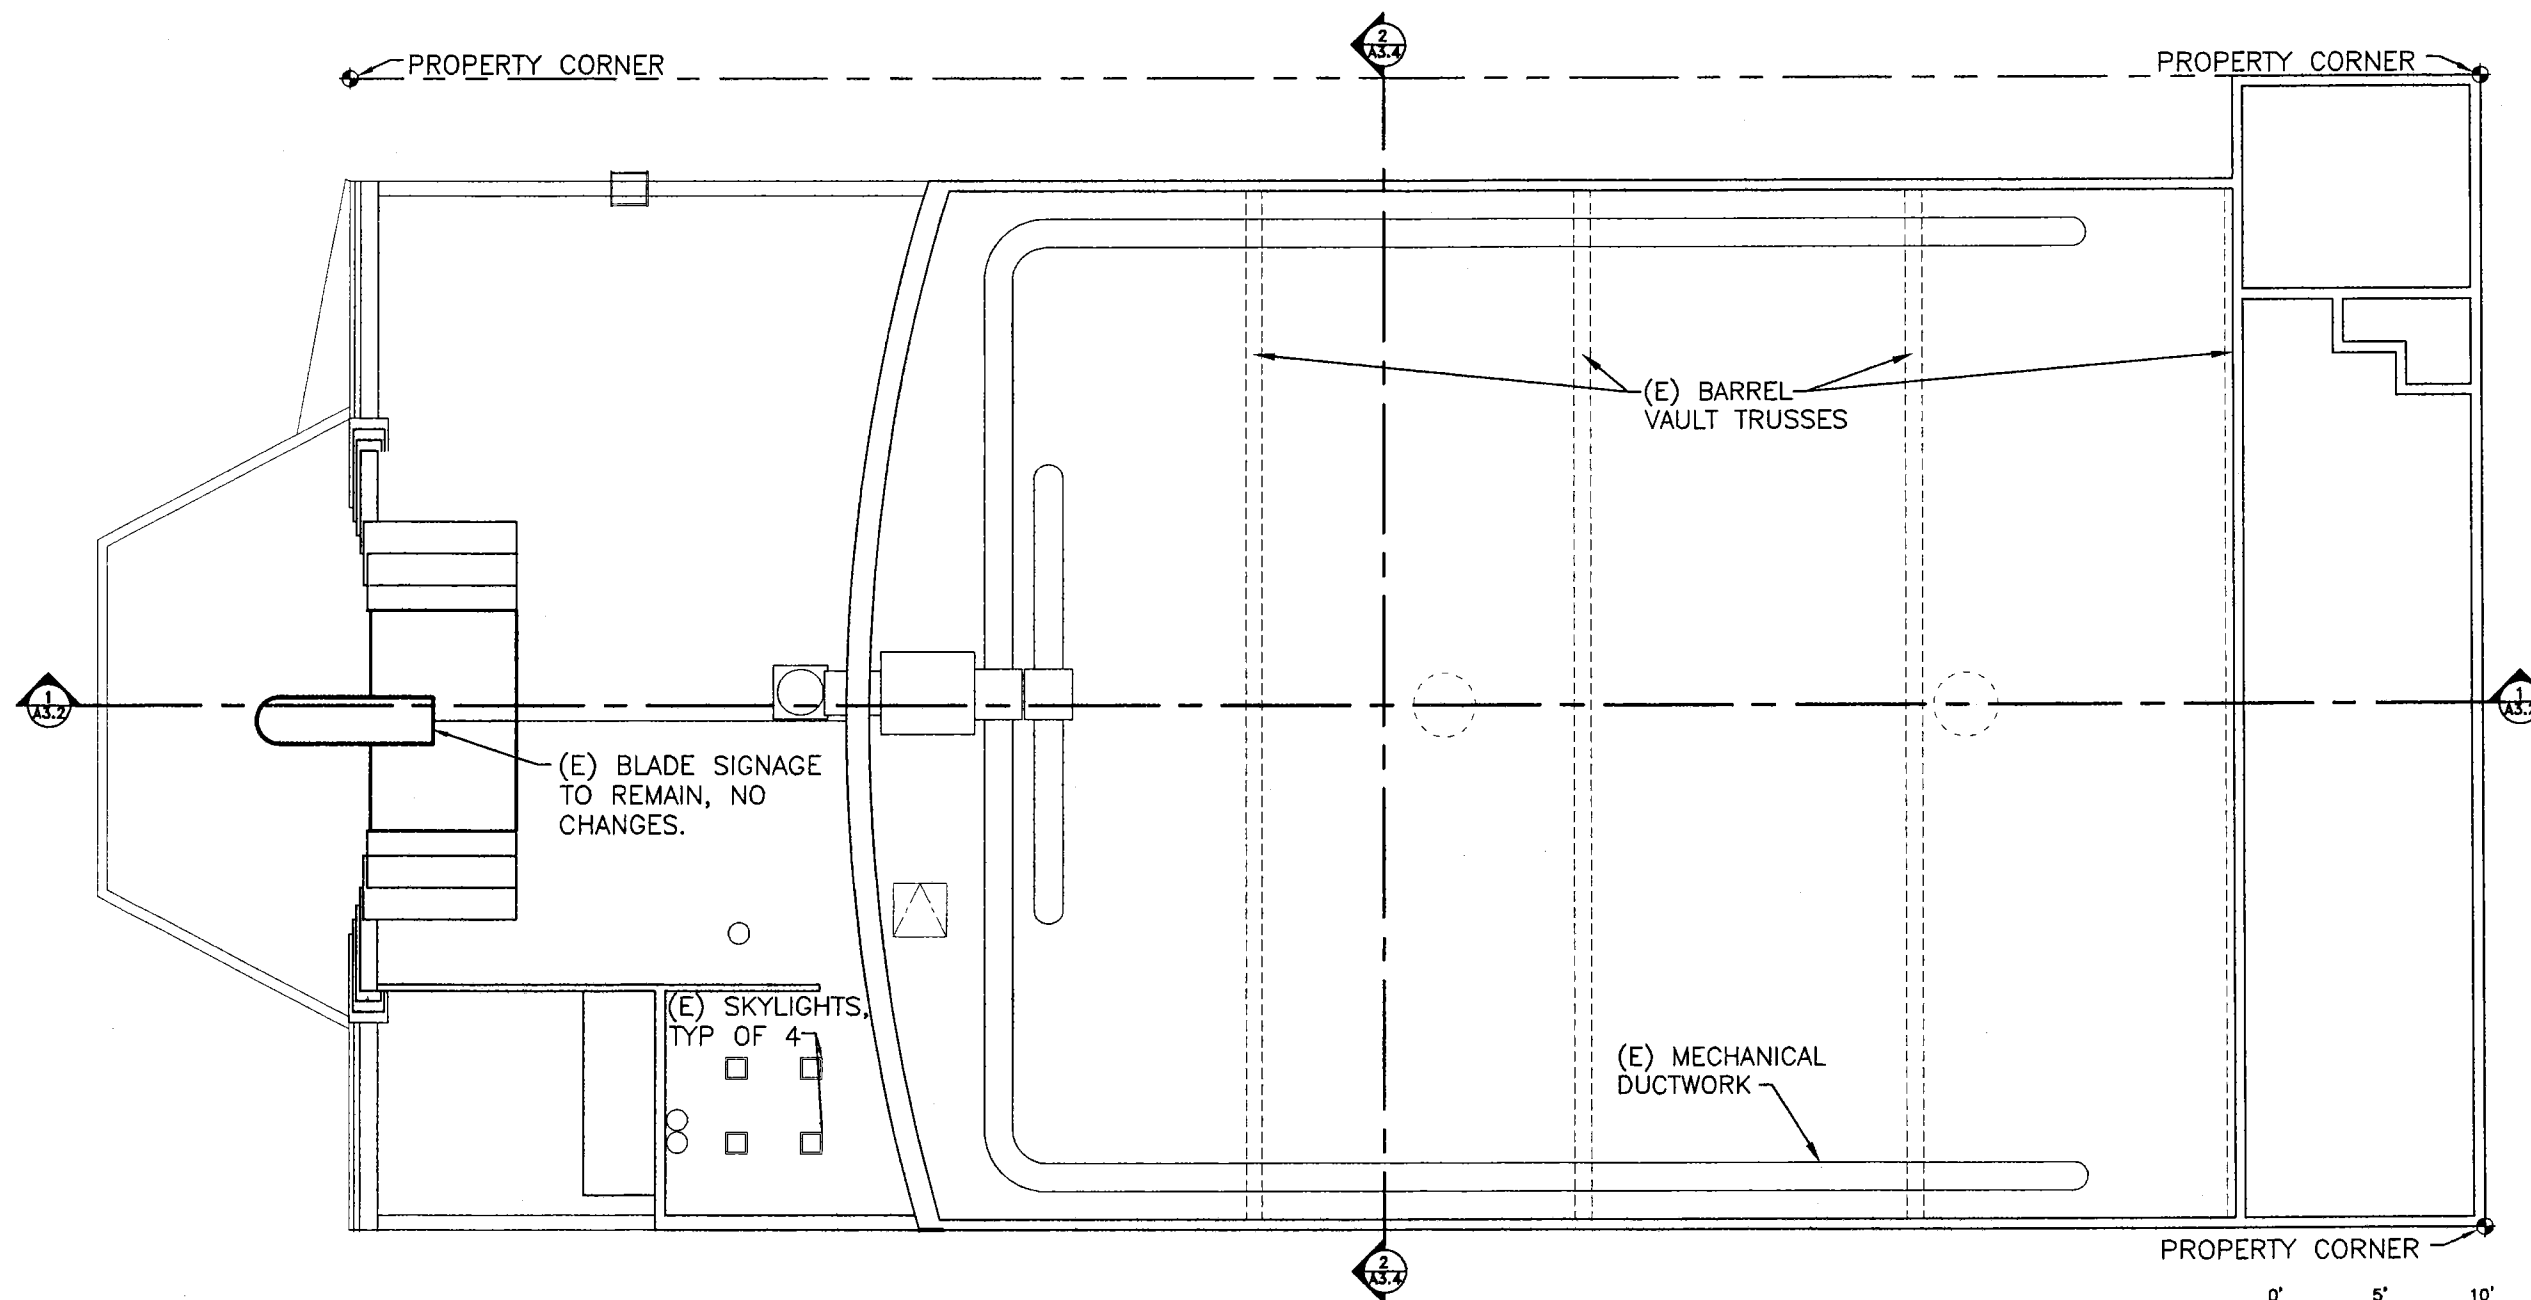 2
A3.4
PROPERTY CORNER
PROPERTY CORNER
(E) BARREL
VAULT TRUSSES
1
A3.2
1
(E) BLADE SIGNAGE
TO REMAIN, NO
CHANGES.
(E) SKYLIGHTS,
TYP OF 4
(E) MECHANICAL
DUCTWORK
PROPERTY CORNER
2
A3.4
0' 5' 10'